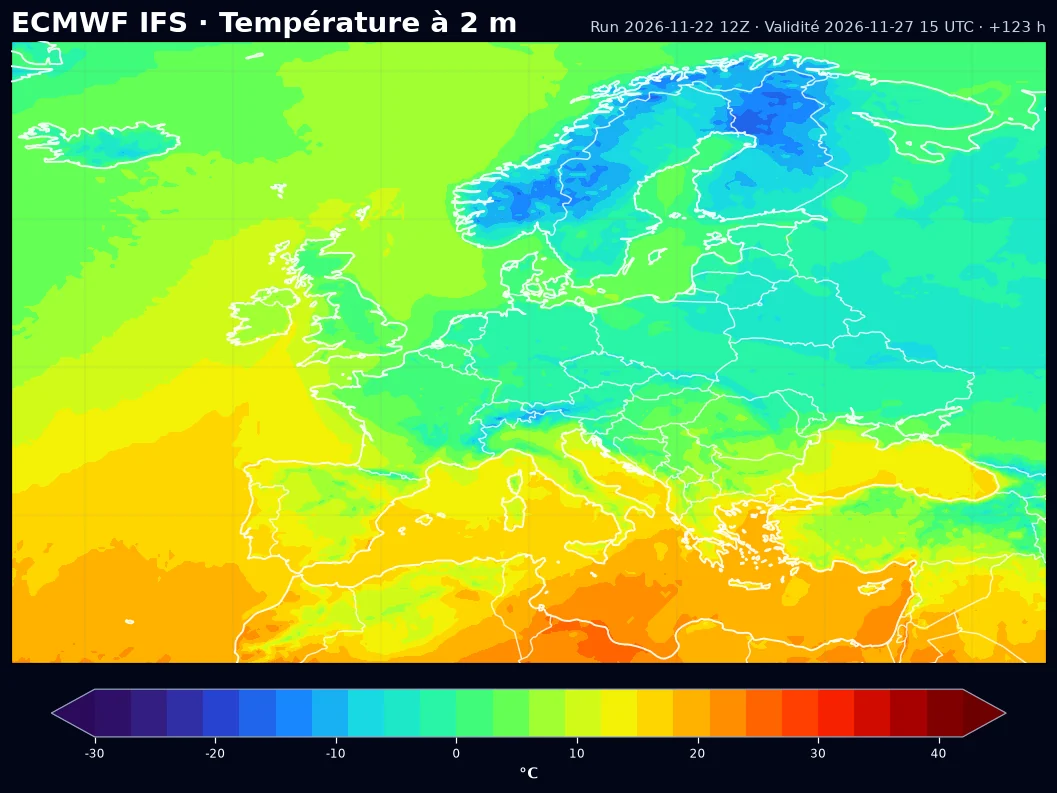 ECMWF IFS · Température à 2 m
Run 2026-11-22 12Z · Validité 2026-11-27 15 UTC · +123 h
-30 -20 -10 0 10 20 30 40
°C